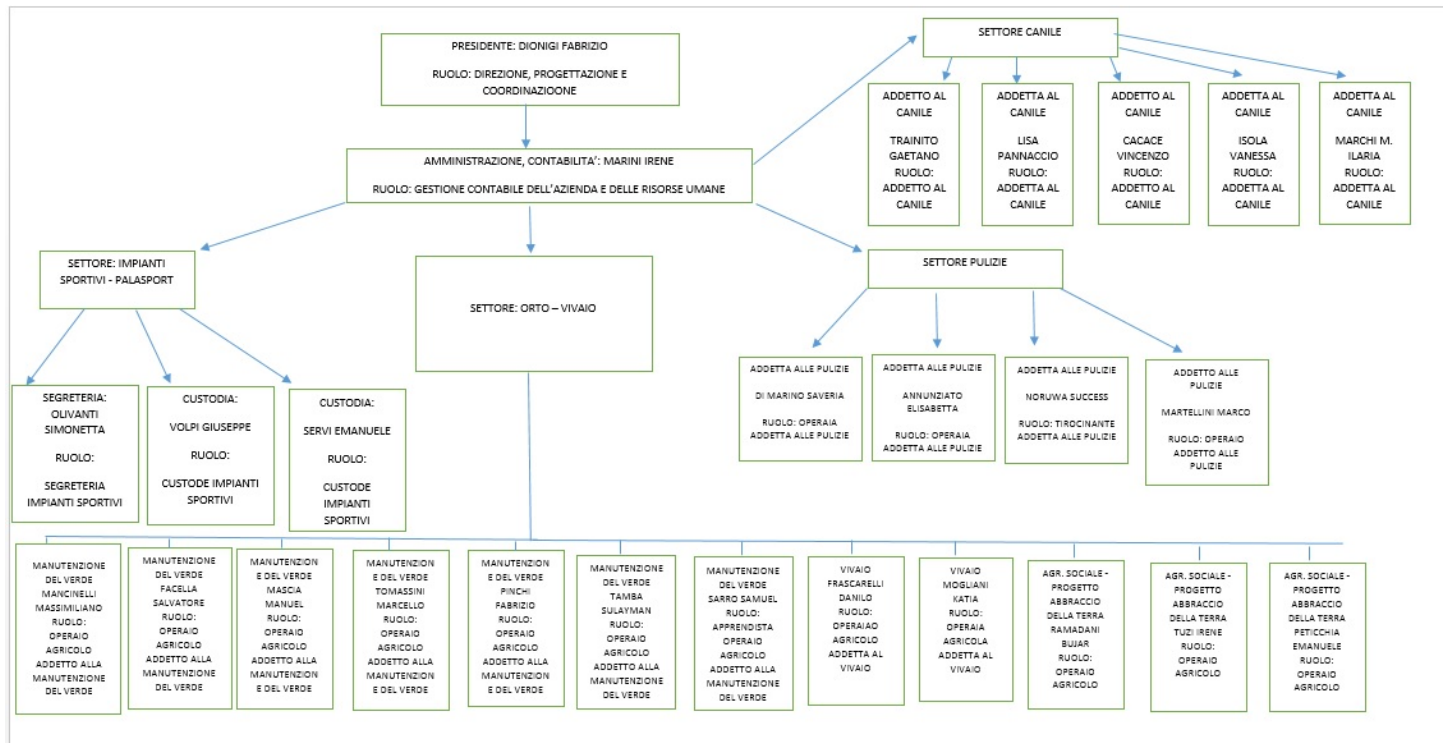 PRESIDENTE: DIONIGI FABRIZIO
RUOLO: DIREZIONE, PROGETTAZIONE E
COORDINAZIOONE
AMMINISTRAZIONE, CONTABILITA’: MARINI IRENE
RUOLO: GESTIONE CONTABILE DELL’AZIENDA E DELLE RISORSE UMANE
SETTORE CANILE
ADDETTO AL
CANILE
TRAINITO
GAETANO
RUOLO:
ADDETTO AL
CANILE
ADDETTA AL
CANILE
LISA
PANNACCIO
RUOLO:
ADDETTA AL
CANILE
ADDETTO AL
CANILE
CACACE
VINCENZO
RUOLO:
ADDETTO AL
CANILE
ADDETTA AL
CANILE
ISOLA
VANESSA
RUOLO:
ADDETTA AL
CANILE
ADDETTA AL
CANILE
MARCHI M.
ILARIA
RUOLO:
ADDETTA AL
CANILE
SETTORE: IMPIANTI
SPORTIVI - PALASPORT
SETTORE: ORTO – VIVAIO
SETTORE PULIZIE
SEGRETERIA:
OLIVANTI
SIMONETTA
RUOLO:
SEGRETERIA
IMPIANTI SPORTIVI
CUSTODIA:
VOLPI GIUSEPPE
RUOLO:
CUSTODE IMPIANTI
SPORTIVI
CUSTODIA:
SERVI EMANUELE
RUOLO:
CUSTODE
IMPIANTI
SPORTIVI
ADDETTA ALLE PULIZIE
DI MARINO SAVERIA
RUOLO: OPERAIA
ADDETTA ALLE PULIZIE
ADDETTA ALLE PULIZIE
ANNUNZIATO
ELISABETTA
RUOLO: OPERAIA
ADDETTA ALLE PULIZIE
ADDETTA ALLE PULIZIE
NORUWA SUCCESS
RUOLO: TIROCINANTE
ADDETTA ALLE PULIZIE
ADDETTO ALLE
PULIZIE
MARTELLINI MARCO
RUOLO: OPERAIO
ADDETTO ALLE
PULIZIE
MANUTENZIONE
DEL VERDE
MANCINELLI
MASSIMILIANO
RUOLO:
OPERAIO
AGRICOLO
ADDETTO ALLA
MANUTENZIONE
DEL VERDE
MANUTENZIONE
DEL VERDE
FACELLA
SALVATORE
RUOLO:
OPERAIO
AGRICOLO
ADDETTO ALLA
MANUTENZIONE
DEL VERDE
MANUTENZION
E DEL VERDE
MASCIA
MANUEL
RUOLO:
OPERAIO
AGRICOLO
ADDETTO ALLA
MANUTENZION
E DEL VERDE
MANUTENZION
E DEL VERDE
TOMASSINI
MARCELLO
RUOLO:
OPERAIO
AGRICOLO
ADDETTO ALLA
MANUTENZION
E DEL VERDE
MANUTENZION
E DEL VERDE
PINCHI
FABRIZIO
RUOLO:
OPERAIO
AGRICOLO
ADDETTO ALLA
MANUTENZION
E DEL VERDE
MANUTENZIONE
DEL VERDE
TAMBA
SULAYMAN
RUOLO:
OPERAIO
AGRICOLO
ADDETTO ALLA
MANUTENZIONE
DEL VERDE
MANUTENZIONE
DEL VERDE
SARRO SAMUEL
RUOLO:
APPRENDISTA
OPERAIO
AGRICOLO
ADDETTO ALLA
MANUTENZIONE
DEL VERDE
VIVAIO
FRASCARELLI
DANILO
RUOLO:
OPERAIAO
AGRICOLO
ADDETTA AL
VIVAIO
VIVAIO
MOGLIANI
KATIA
RUOLO:
OPERAIA
AGRICOLA
ADDETTA AL
VIVAIO
AGR. SOCIALE -
PROGETTO
ABBRACCIO
DELLA TERRA
RAMADANI
BUJAR
RUOLO:
OPERAIO
AGRICOLO
AGR. SOCIALE -
PROGETTO
ABBRACCIO
DELLA TERRA
TUZI IRENE
RUOLO:
OPERAIO
AGRICOLO
AGR. SOCIALE -
PROGETTO
ABBRACCIO
DELLA TERRA
PETICCHIA
EMANUELE
RUOLO:
OPERAIO
AGRICOLO